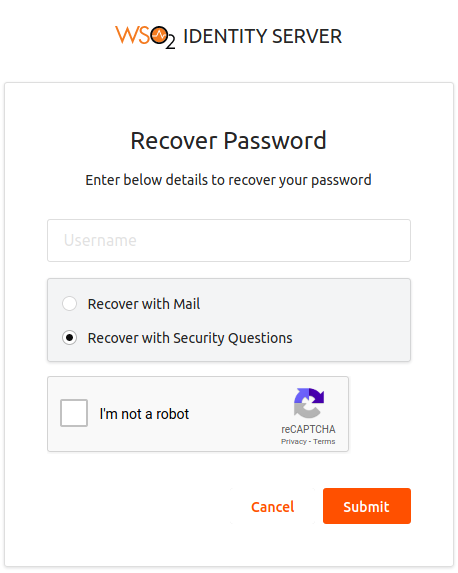 WSO2 IDENTITY SERVER
Recover Password
Enter below details to recover your password
Username
Recover with Mail
Recover with Security Questions
I'm not a robot
reCAPTCHA
Privacy - Terms
Cancel Submit